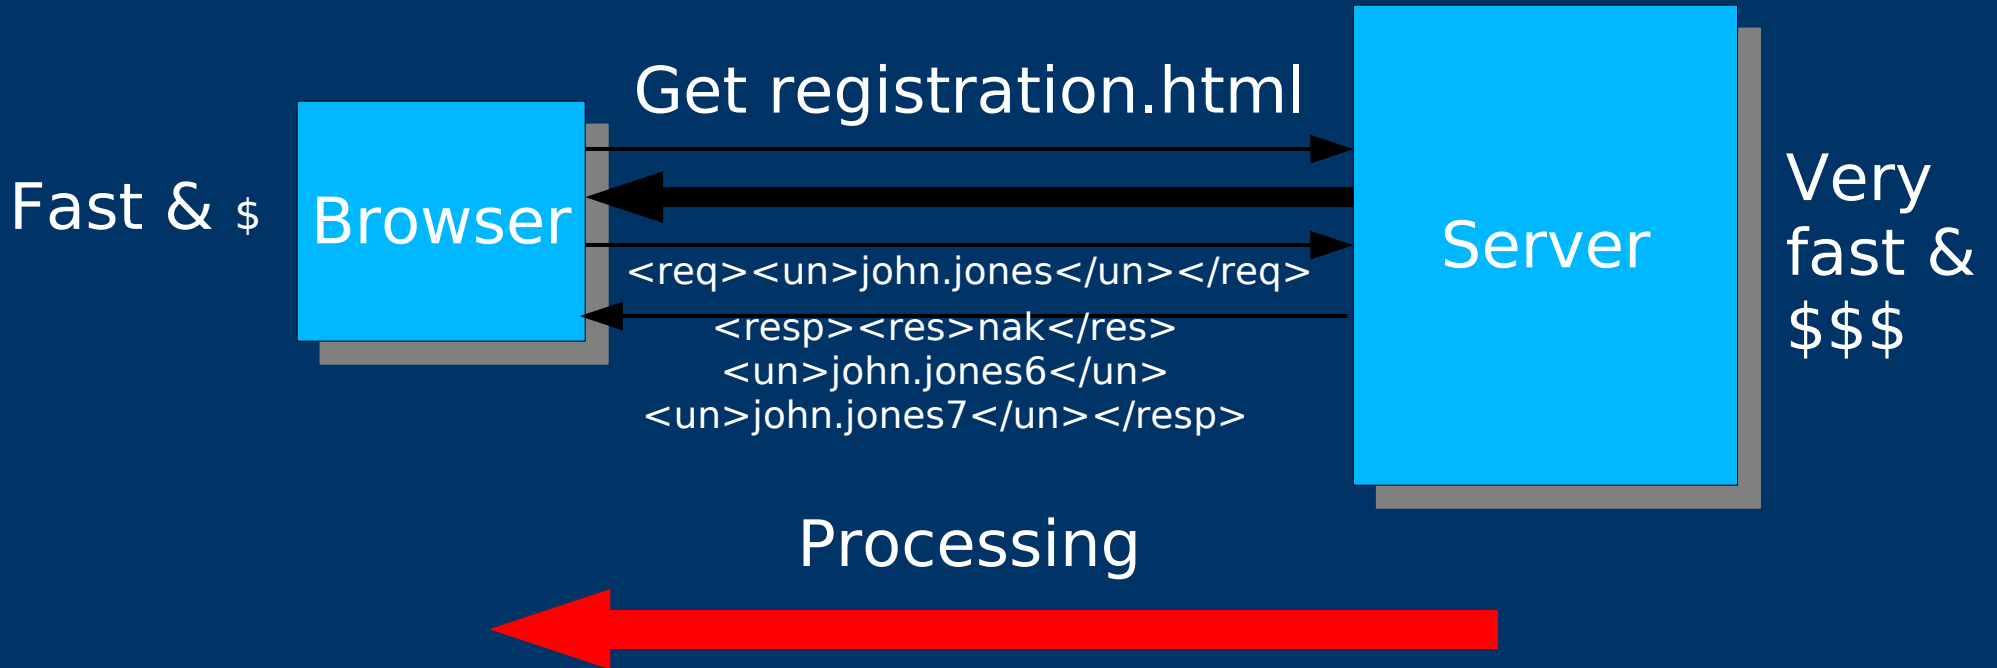 Get registration.html
Fast & $
Browser
<req><un>john.jones</un></req>
<resp><res>nak</res>
<un>john.jones6</un>
<un>john.jones7</un></resp>
Server
Very
fast &
$$$
Processing